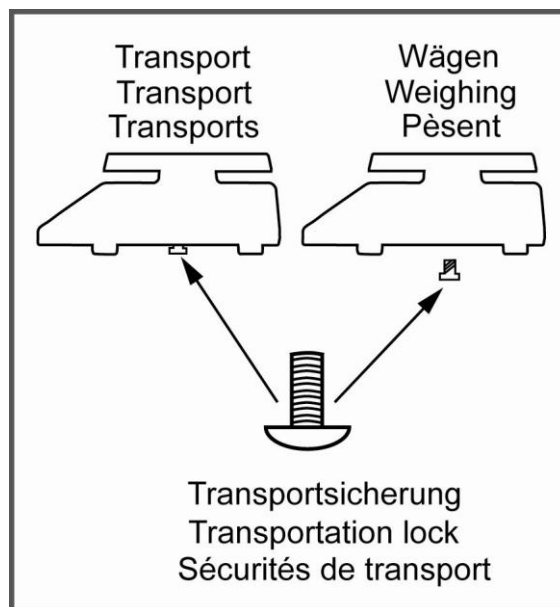 Transport
Transport
Transports
Wägen
Weighing
Pèsent
Transportsicherung
Transportation lock
Sécurités de transport